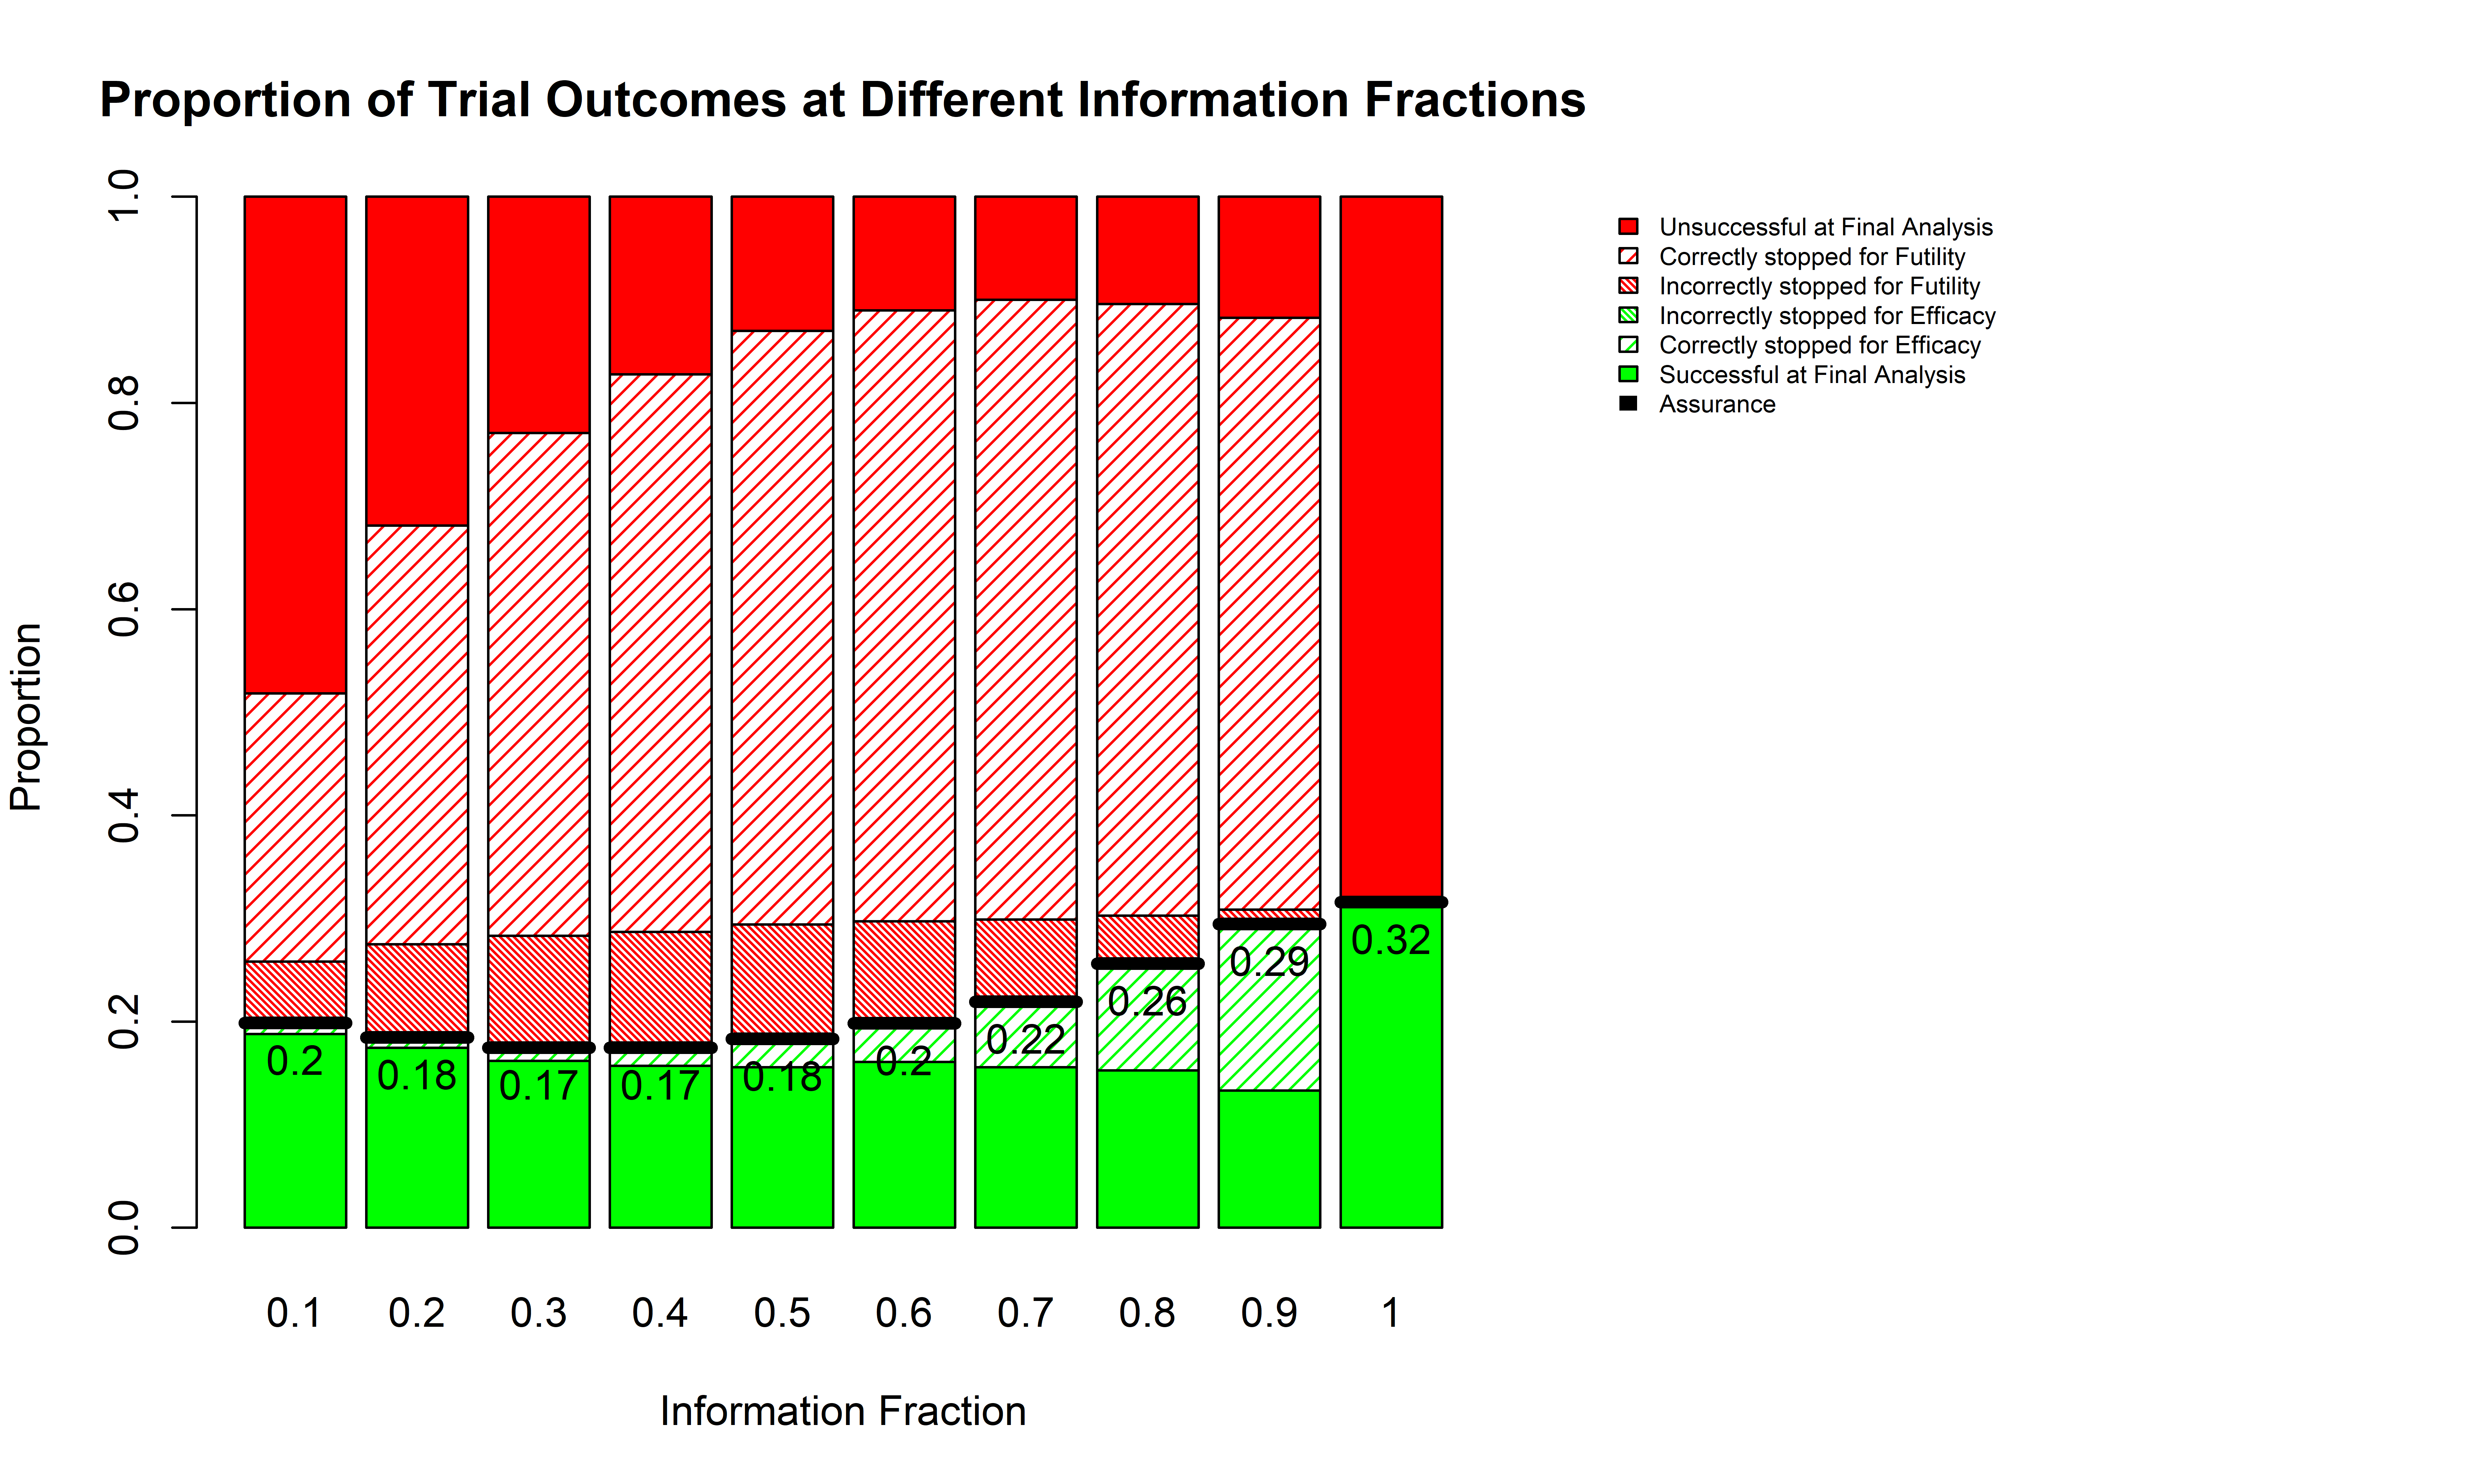 Proportion of Trial Outcomes at Different Information Fractions
Proportion
1.0
0.8
0.6
0.4
0.2
0.0
Unsuccessful at Final Analysis
Correctly stopped for Futility
Incorrectly stopped for Futility
Incorrectly stopped for Efficacy
Correctly stopped for Efficacy
Successful at Final Analysis
Assurance
0.2 0.18 0.17 0.17 0.18 0.2 0.22 0.26 0.29 0.32
0.1 0.2 0.3 0.4 0.5 0.6 0.7 0.8 0.9 1
Information Fraction